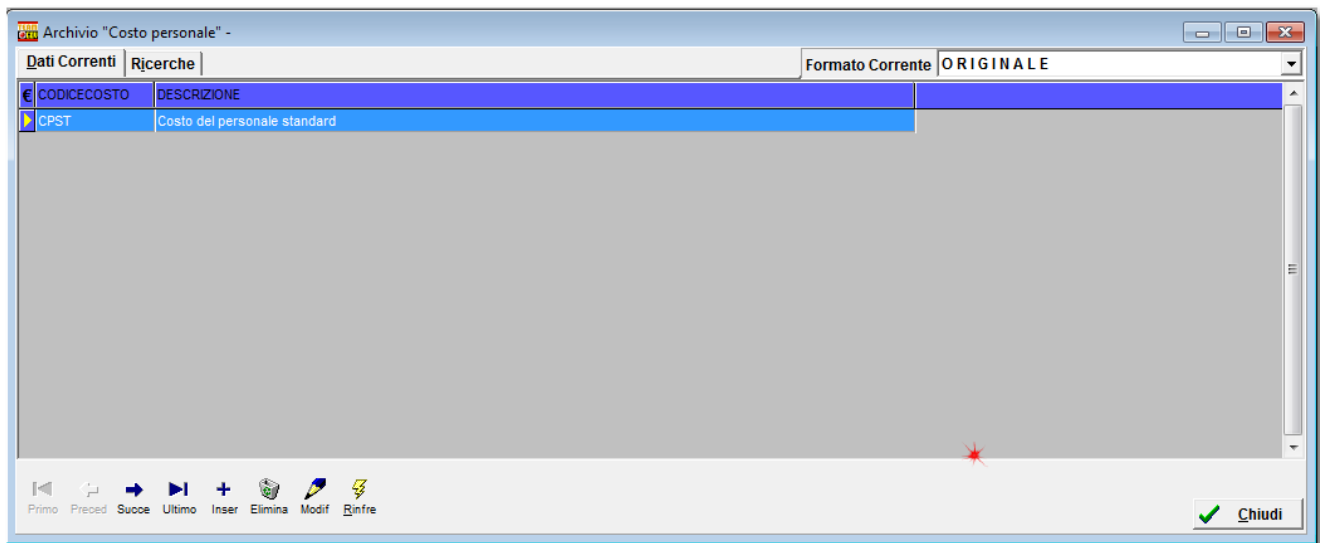 Archivio "Costo personale" -
Dati Correnti Ricerche Formato Corrente ORIGINALE
€ CODICECOSTO DESCRIZIONE
CPST Costo del personale standard
Primo Preced Succe Ultimo Inser Elimina Modif Rinfre
Chiudi